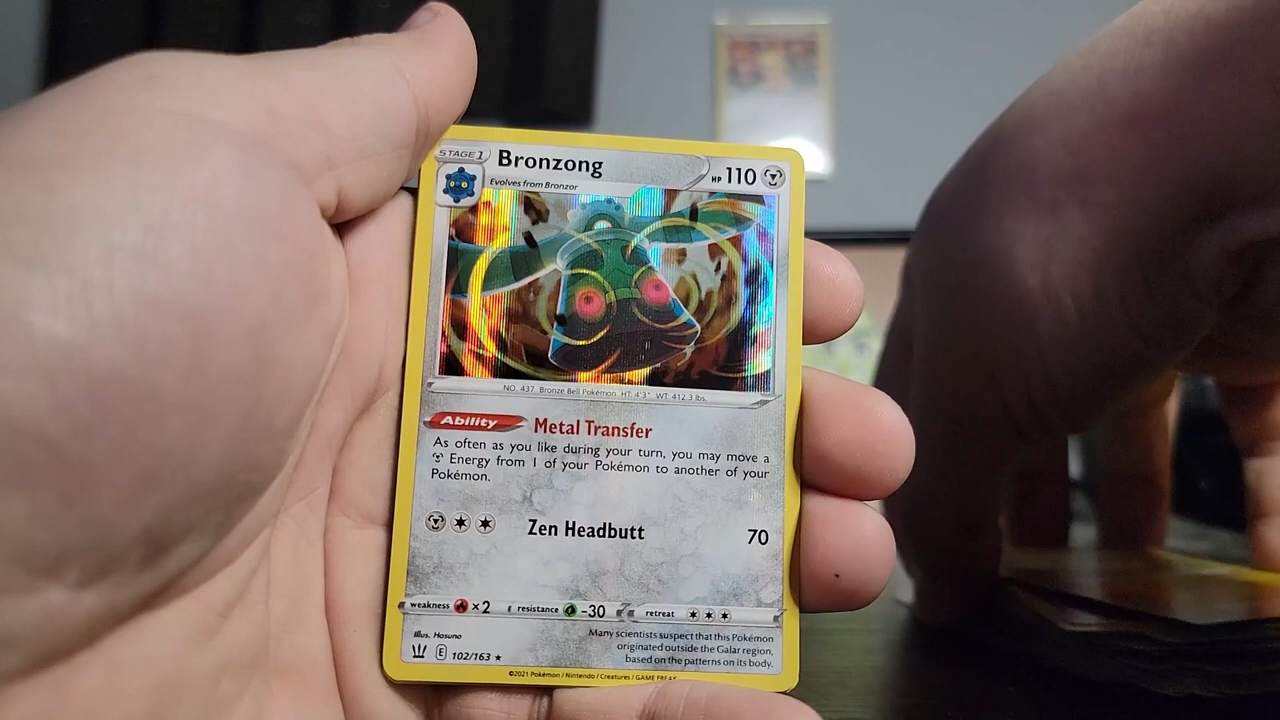 STAGE 1
Bronzong
HP 110
Evolves from Bronzor
NO. 437 Bronze Bell Pokémon HT: 4'3" WT: 412.3 lbs.
Ability Metal Transfer
As often as you like during your turn, you may move a
Energy from 1 of your Pokémon to another of your
Pokémon.
Zen Headbutt 70
weakness ×2 resistance -30 retreat
Illus. Hasuno
E 102/163 ★
Many scientists suspect that this Pokémon
originated outside the Galar region,
based on the patterns on its body.
©2021 Pokémon / Nintendo / Creatures / GAME FREAK